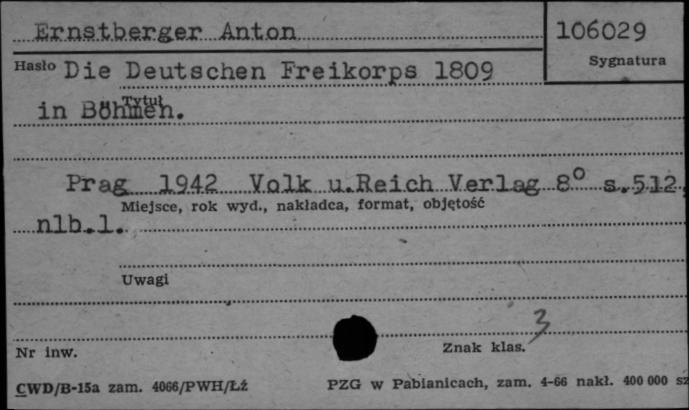 Ernstberger Anton
106029
Hasło
Sygnatura
Die Deutschen Freikorps 1809
Tytuł
in Böhmen.
Prag 1942 Volk u.Reich Verlag 8° s.512,
Miejsce, rok wyd., nakładca, format, objętość
nlb.l.
Uwagi
3
Nr inw.
Znak klas.
CWD/B-15a zam. 4066/PWH/Łź
PZG w Pabianicach, zam. 4-66 nakł. 400 000 sz